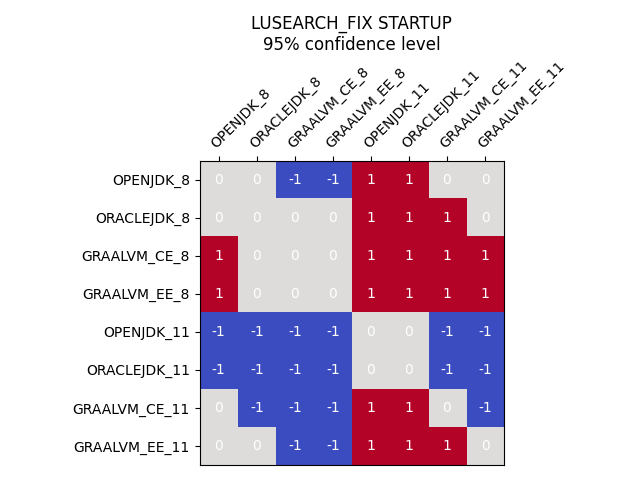 LUSEARCH_FIX STARTUP
95% confidence level
OPENJDK_8 ORACLEJDK_8 GRAALVM_CE_8 GRAALVM_EE_8 OPENJDK_11 ORACLEJDK_11 GRAALVM_CE_11 GRAALVM_EE_11
OPENJDK_8 0 0 -1 -1 1 1 0 0
ORACLEJDK_8 0 0 0 0 1 1 1 0
GRAALVM_CE_8 1 0 0 0 1 1 1 1
GRAALVM_EE_8 1 0 0 0 1 1 1 1
OPENJDK_11 -1 -1 -1 -1 0 0 -1 -1
ORACLEJDK_11 -1 -1 -1 -1 0 0 -1 -1
GRAALVM_CE_11 0 -1 -1 -1 1 1 0 -1
GRAALVM_EE_11 0 0 -1 -1 1 1 1 0